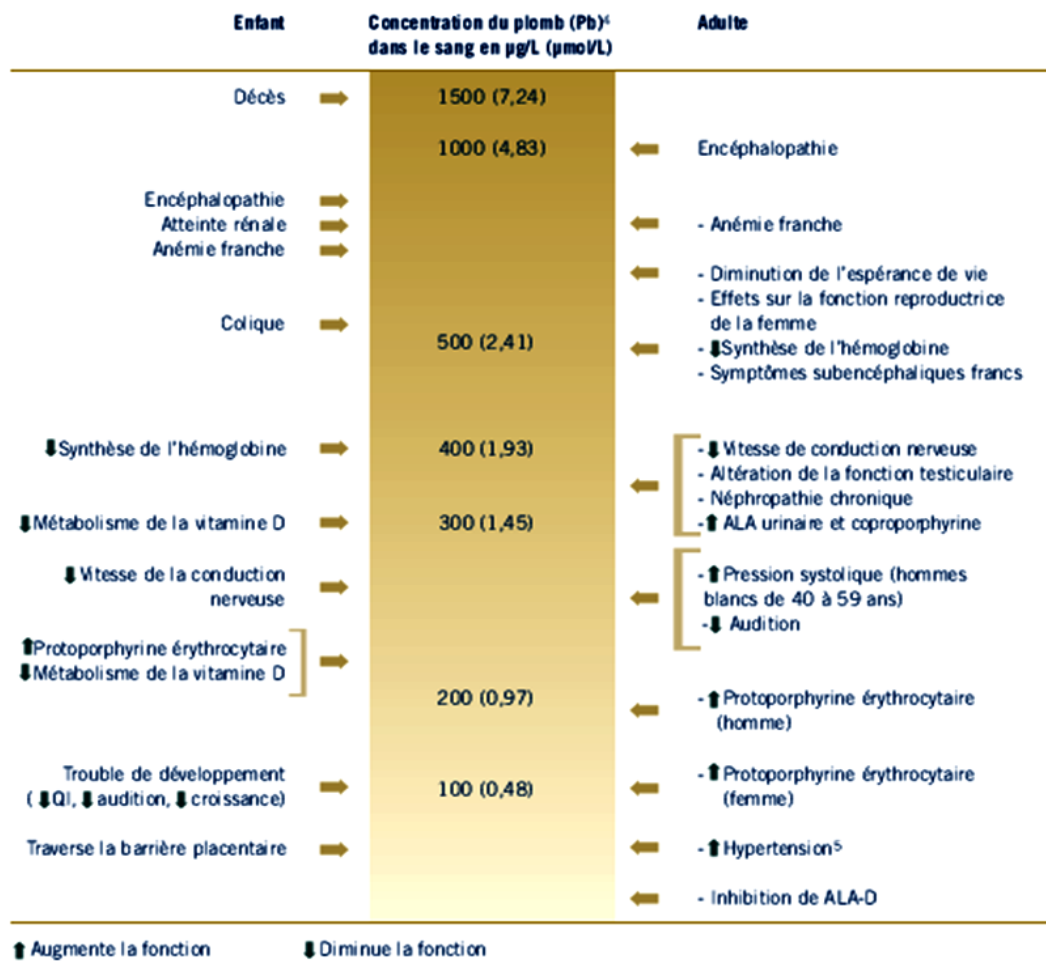 Enfant
Concentration du plomb (Pb)⁴
dans le sang en µg/L (µmol/L)
Adulte
Décès
1500 (7,24)
1000 (4,83)
Encéphalopathie
Encéphalopathie
Atteinte rénale
- Anémie franche
Anémie franche
- Diminution de l'espérance de vie
- Effets sur la fonction reproductrice
de la femme
Colique
500 (2,41)
- ⬇Synthèse de l'hémoglobine
- Symptômes subencéphaliques francs
⬇Synthèse de l'hémoglobine
400 (1,93)
- ⬇Vitesse de conduction nerveuse
- Altération de la fonction testiculaire
- Néphropathie chronique
- ⬆ ALA urinaire et coproporphyrine
⬇Métabolisme de la vitamine D
300 (1,45)
⬇Vitesse de la conduction
nerveuse
- ⬆Pression systolique (hommes
blancs de 40 à 59 ans)
- ⬇ Audition
⬆Protoporphyrine érythrocytaire
⬇Métabolisme de la vitamine D
200 (0,97)
- ⬆Protoporphyrine érythrocytaire
(homme)
Trouble de développement
( ⬇QI, ⬇audition, ⬇croissance)
100 (0,48)
- ⬆Protoporphyrine érythrocytaire
(femme)
Traverse la barrière placentaire
- ⬆Hypertension⁵
- Inhibition de ALA-D
⬆ Augmente la fonction
⬇Diminue la fonction